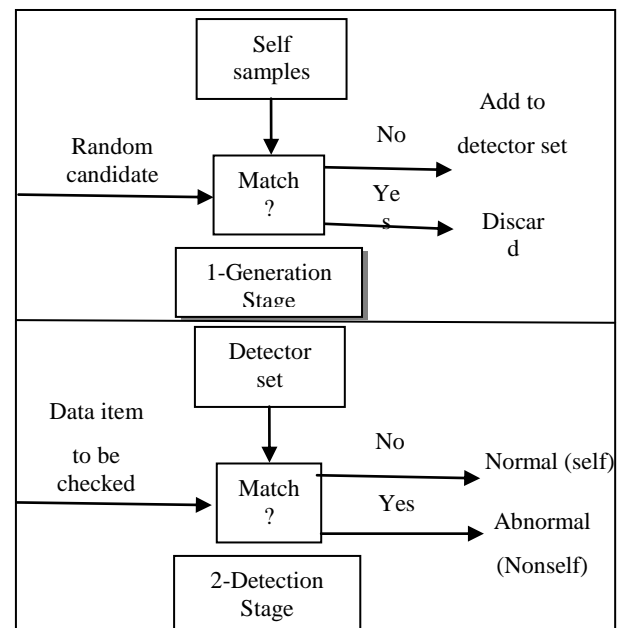 Self
samples
Add to
No
detector set
Random
candidate
Match
?
Ye
s
Discar
d
1-Generation
Stage
Detector
set
Data item
to be
checked
No
Normal (self)
Match
?
Yes
Abnormal
(Nonself)
2-Detection
Stage